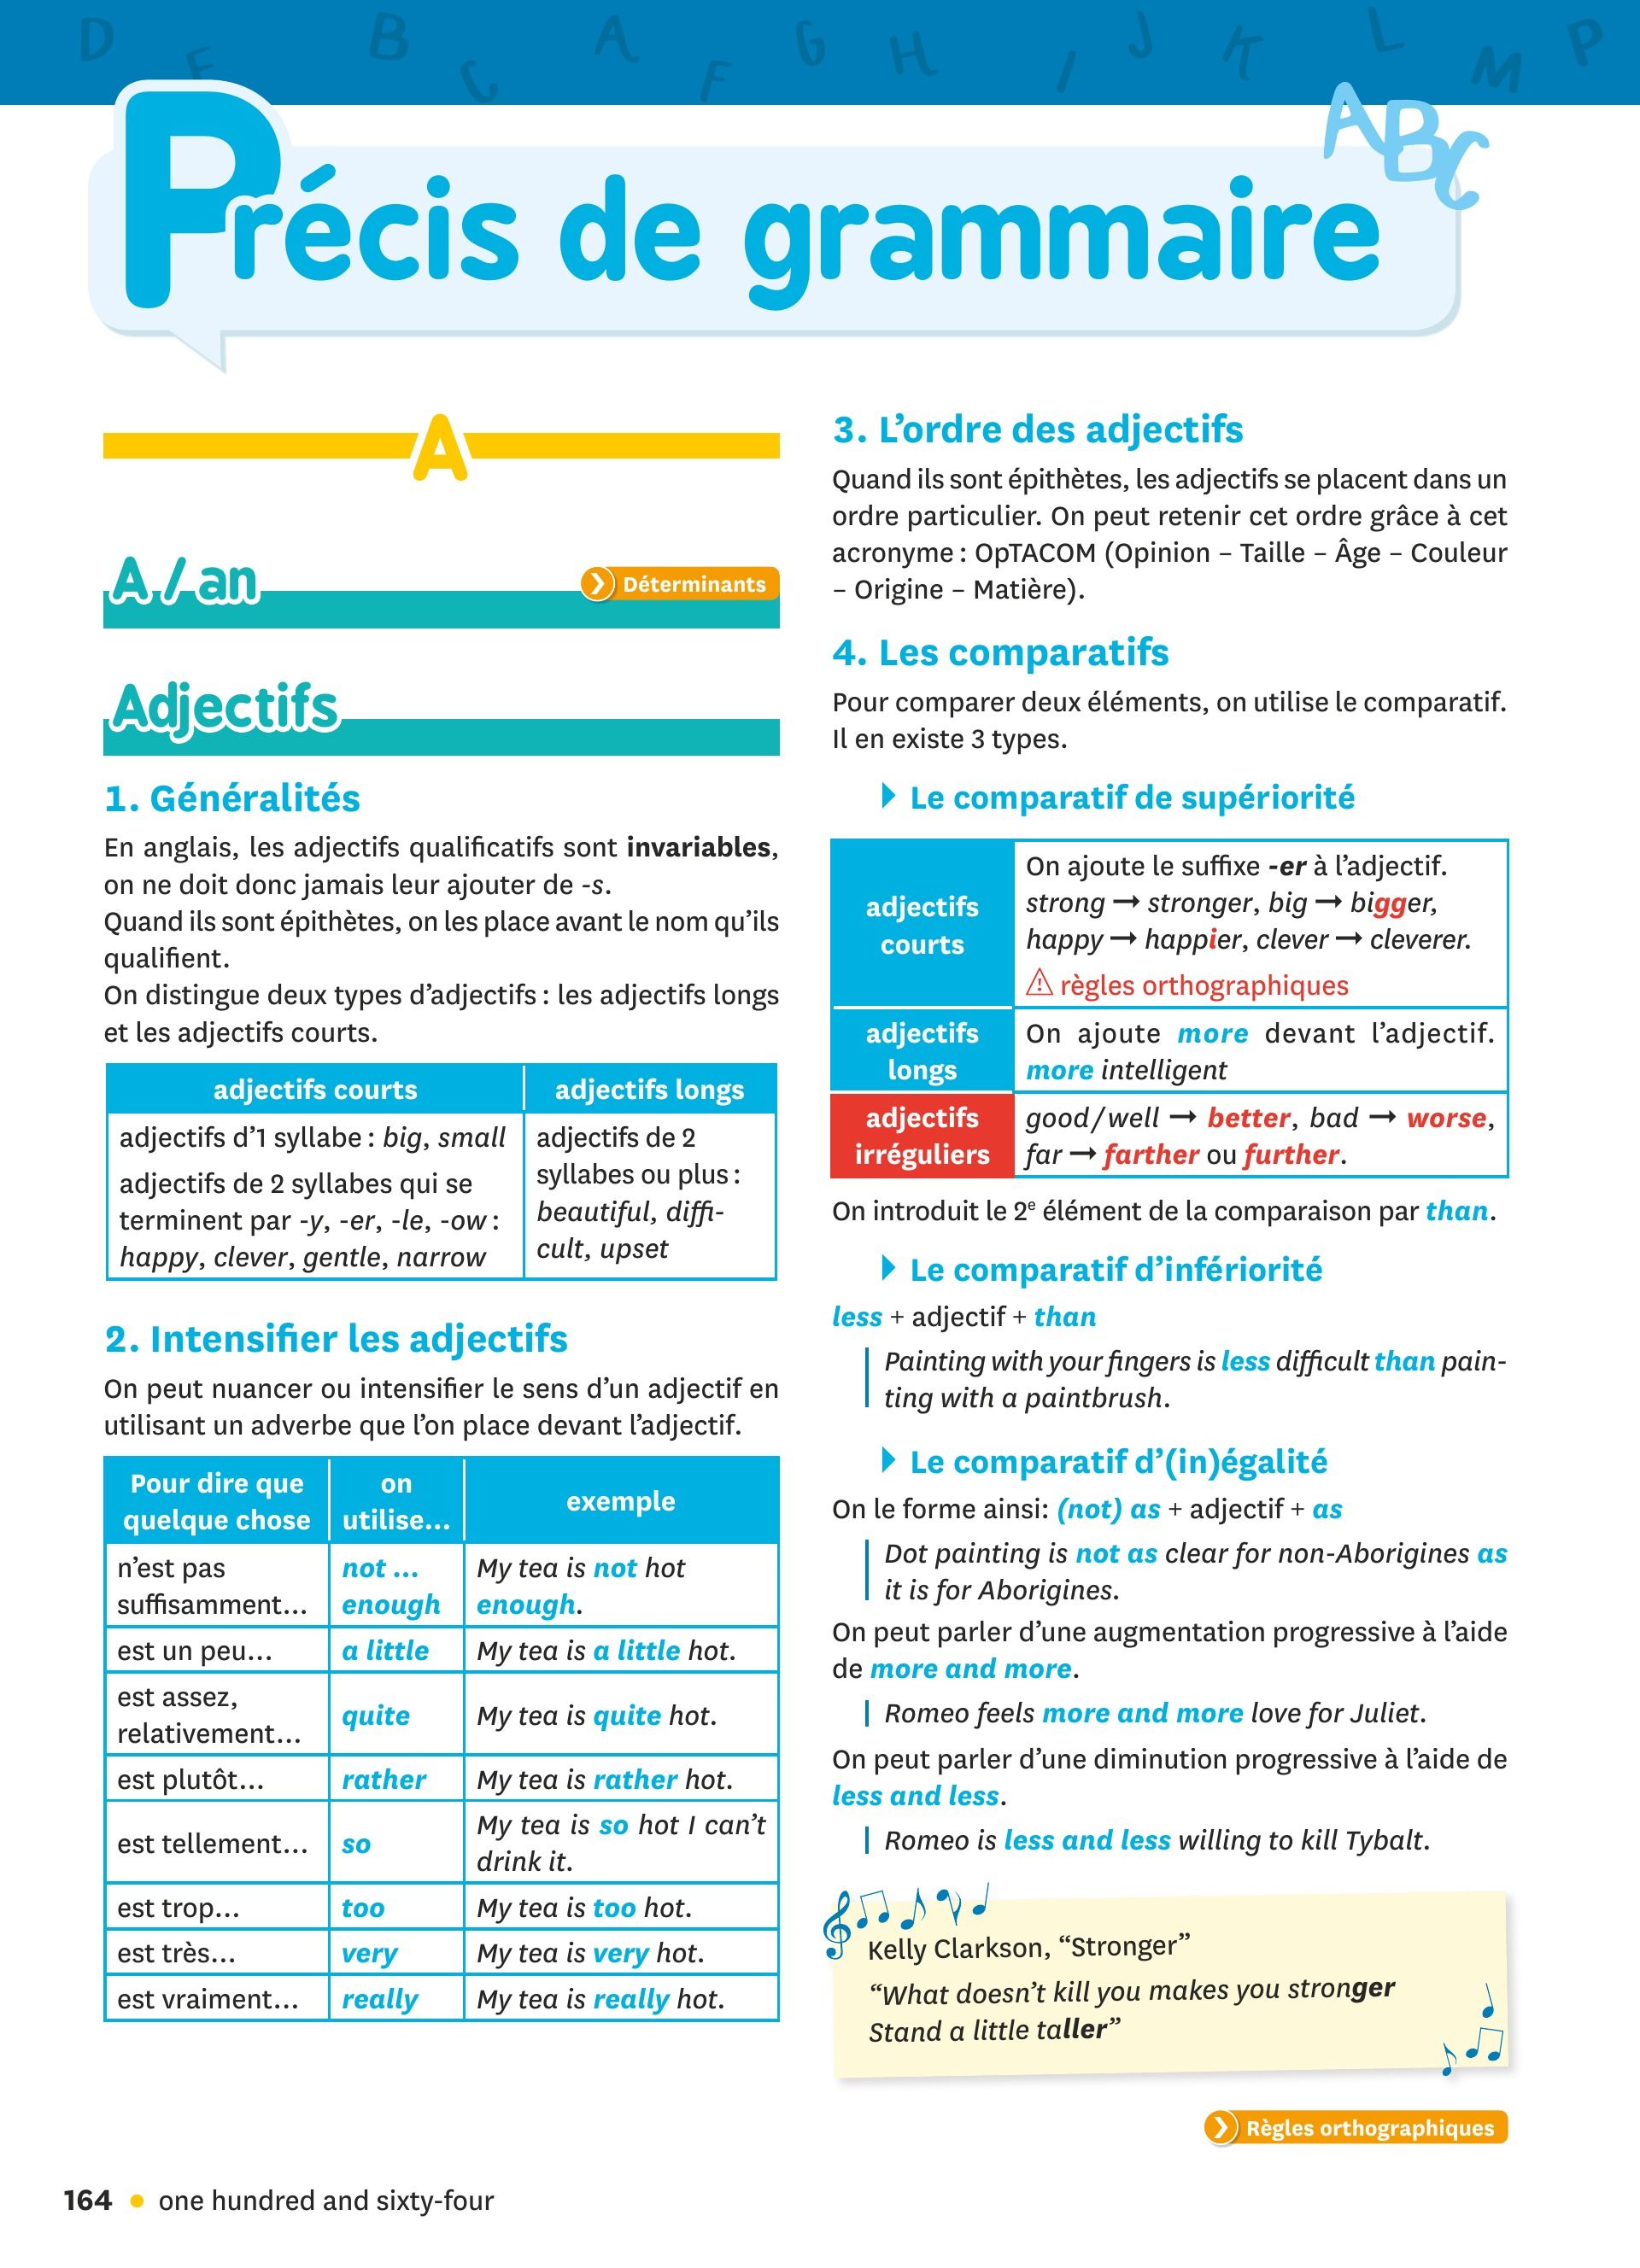 D E B C A F G H I J K L M P
ABC
Précis de grammaire
A
A / an
Déterminants
Adjectifs
1. Généralités
En anglais, les adjectifs qualificatifs sont invariables,
on ne doit donc jamais leur ajouter de -s.
Quand ils sont épithètes, on les place avant le nom qu’ils
qualifient.
On distingue deux types d’adjectifs : les adjectifs longs
et les adjectifs courts.
adjectifs courts
adjectifs longs
adjectifs d’1 syllabe : big, small
adjectifs de 2 syllabes qui se
terminent par -y, -er, -le, -ow :
happy, clever, gentle, narrow
adjectifs de 2
syllabes ou plus :
beautiful, diffi-
cult, upset
2. Intensifier les adjectifs
On peut nuancer ou intensifier le sens d’un adjectif en
utilisant un adverbe que l’on place devant l’adjectif.
Pour dire que
quelque chose
on
utilise…
exemple
n’est pas
suffisamment…
not …
enough
My tea is not hot
enough.
est un peu…
a little
My tea is a little hot.
est assez,
relativement…
quite
My tea is quite hot.
est plutôt…
rather
My tea is rather hot.
est tellement…
so
My tea is so hot I can’t
drink it.
est trop…
too
My tea is too hot.
est très…
very
My tea is very hot.
est vraiment…
really
My tea is really hot.
3. L’ordre des adjectifs
Quand ils sont épithètes, les adjectifs se placent dans un
ordre particulier. On peut retenir cet ordre grâce à cet
acronyme : OpTACOM (Opinion – Taille – Âge – Couleur
– Origine – Matière).
4. Les comparatifs
Pour comparer deux éléments, on utilise le comparatif.
Il en existe 3 types.
Le comparatif de supériorité
adjectifs
courts
On ajoute le suffixe -er à l’adjectif.
strong → stronger, big → bigger,
happy → happier, clever → cleverer.
⚠ règles orthographiques
adjectifs
longs
On ajoute more devant l’adjectif.
more intelligent
adjectifs
irréguliers
good/well → better, bad → worse,
far → farther ou further.
On introduit le 2e élément de la comparaison par than.
Le comparatif d’infériorité
less + adjectif + than
Painting with your fingers is less difficult than pain-
ting with a paintbrush.
Le comparatif d’(in)égalité
On le forme ainsi: (not) as + adjectif + as
Dot painting is not as clear for non-Aborigines as
it is for Aborigines.
On peut parler d’une augmentation progressive à l’aide
de more and more.
Romeo feels more and more love for Juliet.
On peut parler d’une diminution progressive à l’aide de
less and less.
Romeo is less and less willing to kill Tybalt.
Kelly Clarkson, “Stronger”
“What doesn’t kill you makes you stronger
Stand a little taller”
Règles orthographiques
164 • one hundred and sixty-four